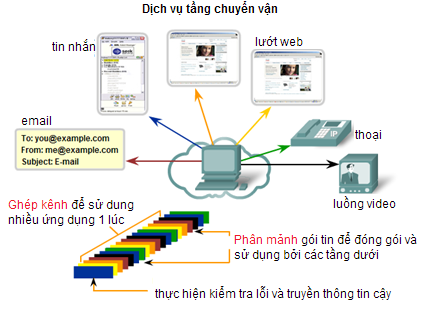 Dịch vụ tầng chuyển vận
tin nhắn
lướt web
email
To: you@example.com
From: me@example.com
Subject: E-mail
thoại
luồng video
Ghép kênh để sử dụng
nhiều ứng dụng 1 lúc
Phân mảnh gói tin để đóng gói và
sử dụng bởi các tầng dưới
thực hiện kiểm tra lỗi và truyền thông tin cậy